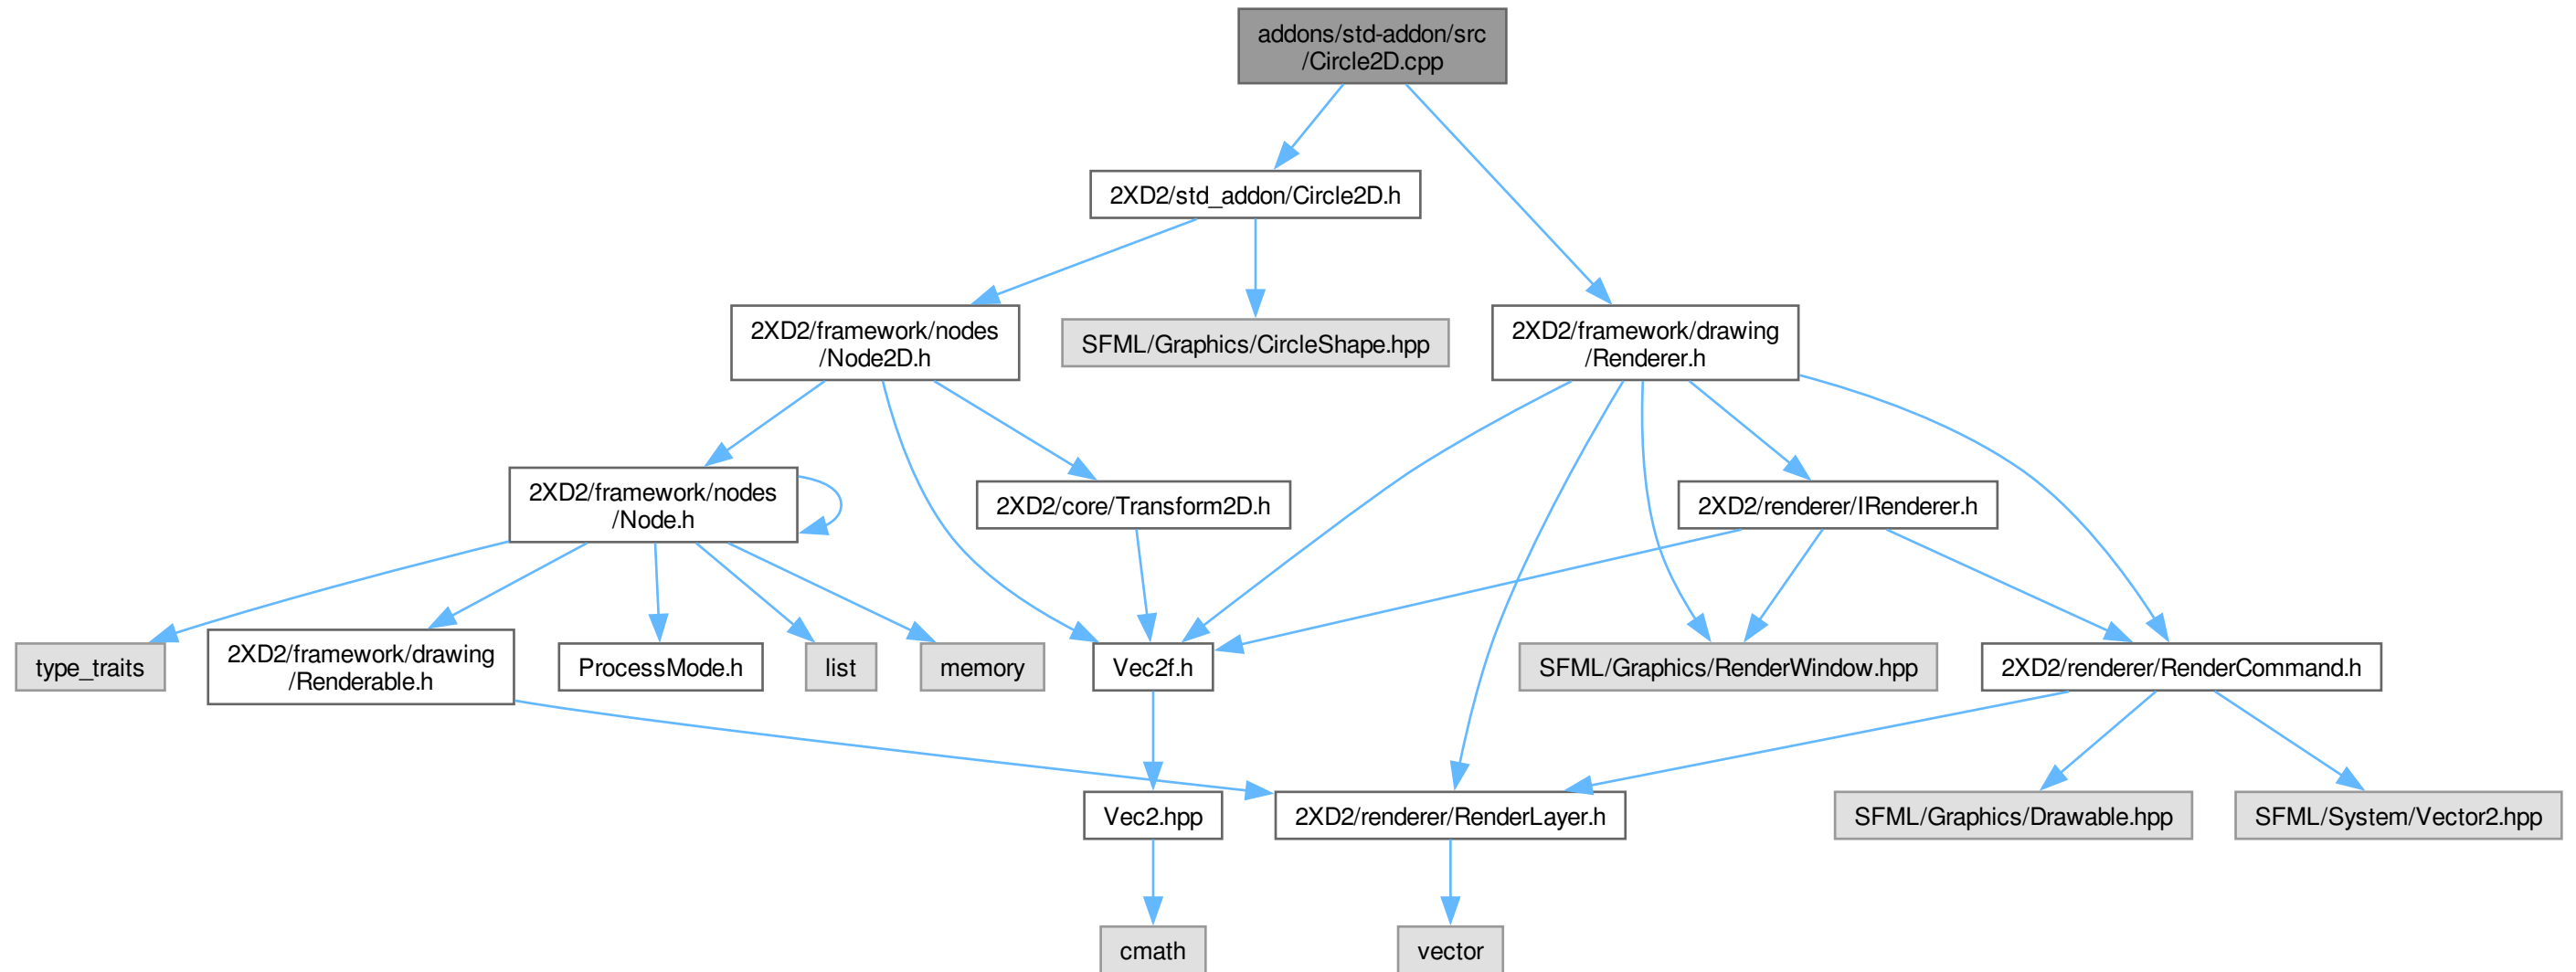 addons/std-addon/src
/Circle2D.cpp
2XD2/std_addon/Circle2D.h
2XD2/framework/nodes
/Node2D.h
SFML/Graphics/CircleShape.hpp
2XD2/framework/drawing
/Renderer.h
2XD2/framework/nodes
/Node.h
2XD2/core/Transform2D.h
2XD2/renderer/IRenderer.h
type_traits
2XD2/framework/drawing
/Renderable.h
ProcessMode.h
list
memory
Vec2f.h
SFML/Graphics/RenderWindow.hpp
2XD2/renderer/RenderCommand.h
Vec2.hpp
2XD2/renderer/RenderLayer.h
SFML/Graphics/Drawable.hpp
SFML/System/Vector2.hpp
cmath
vector